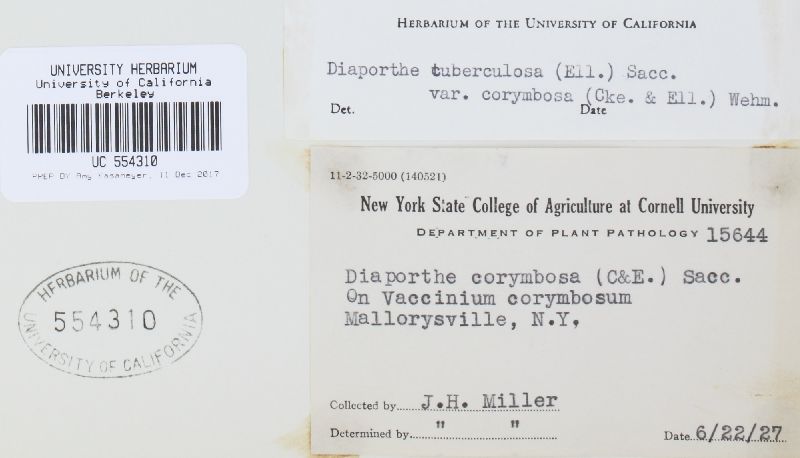 UNIVERSITY HERBARIUM
University of California
Berkeley
UC 554310
PREP BY Amy Kasameyer, 11 Dec 2017
HERBARIUM OF THE
554310
UNIVERSITY OF CALIFORNIA
HERBARIUM OF THE UNIVERSITY OF CALIFORNIA
Diaporthe tuberculosa (Ell.) Sacc.
var. corymbosa (Cke. & Ell.) Wehm.
Det. Date
11-2-32-5000 (140521)
New York State College of Agriculture at Cornell University
DEPARTMENT OF PLANT PATHOLOGY 15644
Diaporthe corymbosa (C&E.) Sacc.
On Vaccinium corymbosum
Mallorysville, N.Y,
Collected by J.H. Miller
Determined by " "
Date 6/22/27